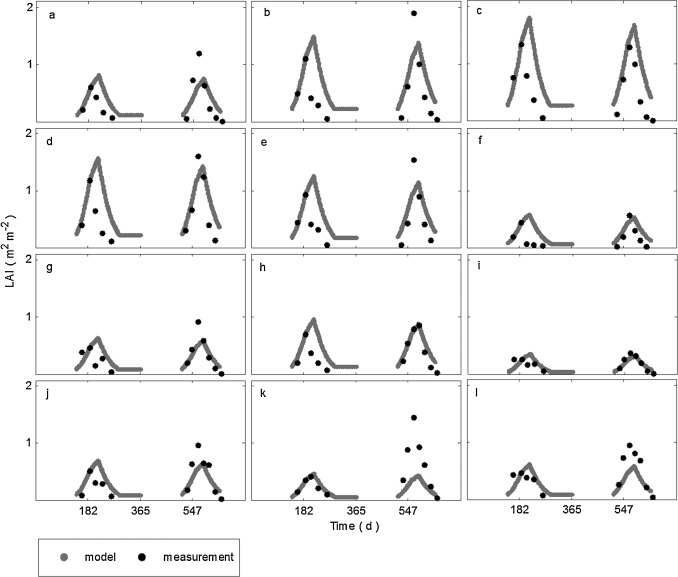 2
a
b
c
1
2
d
e
f
1
LAI ( m² m⁻² )
2
g
h
i
1
2
j
k
l
1
182 365 547 182 365 547 182 365 547
Time ( d )
model measurement